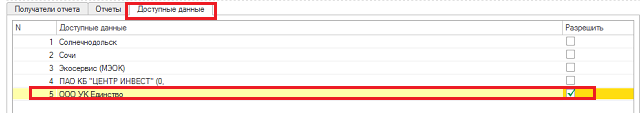 Получатели отчета Отчеты Доступные данные
N Доступные данные Разрешить
1 Солнечнодольск
2 Сочи
3 Экосервис (МЭОК)
4 ПАО КБ "ЦЕНТР ИНВЕСТ" (0,
5 ООО УК Единство